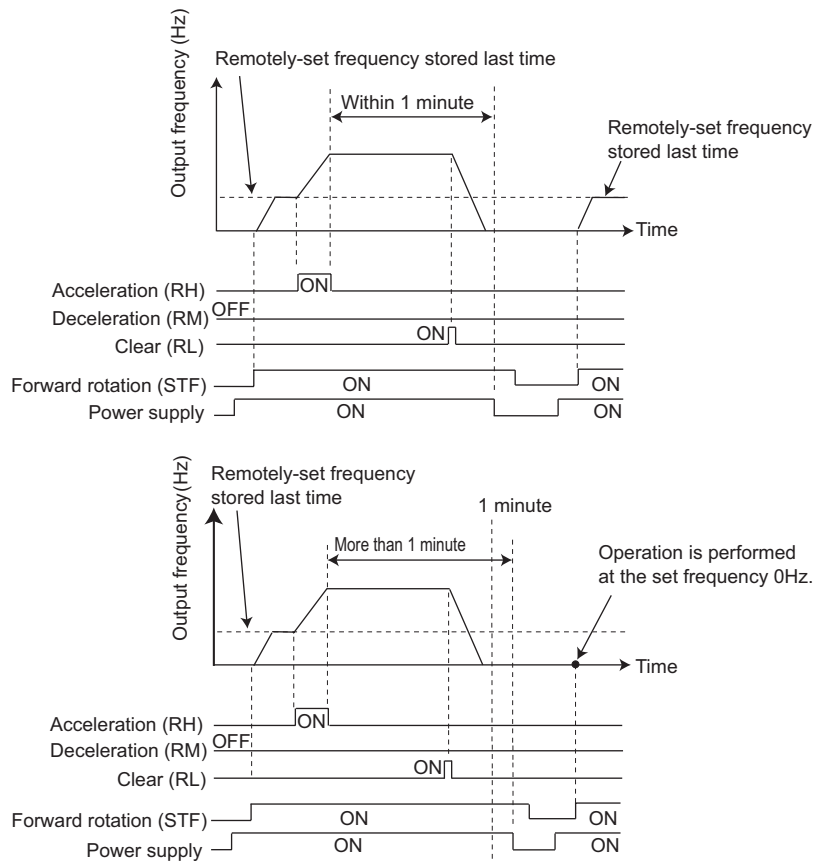 Output frequency (Hz)
Remotely-set frequency stored last time
Within 1 minute
Remotely-set frequency
stored last time
Time
Acceleration (RH)
ON
Deceleration (RM)
OFF
Clear (RL)
ON
Forward rotation (STF)
ON
ON
Power supply
ON
ON
Output frequency(Hz)
Remotely-set frequency
stored last time
1 minute
More than 1 minute
Operation is performed
at the set frequency 0Hz.
Time
Acceleration (RH)
ON
Deceleration (RM)
OFF
Clear (RL)
ON
Forward rotation (STF)
ON
ON
Power supply
ON
ON